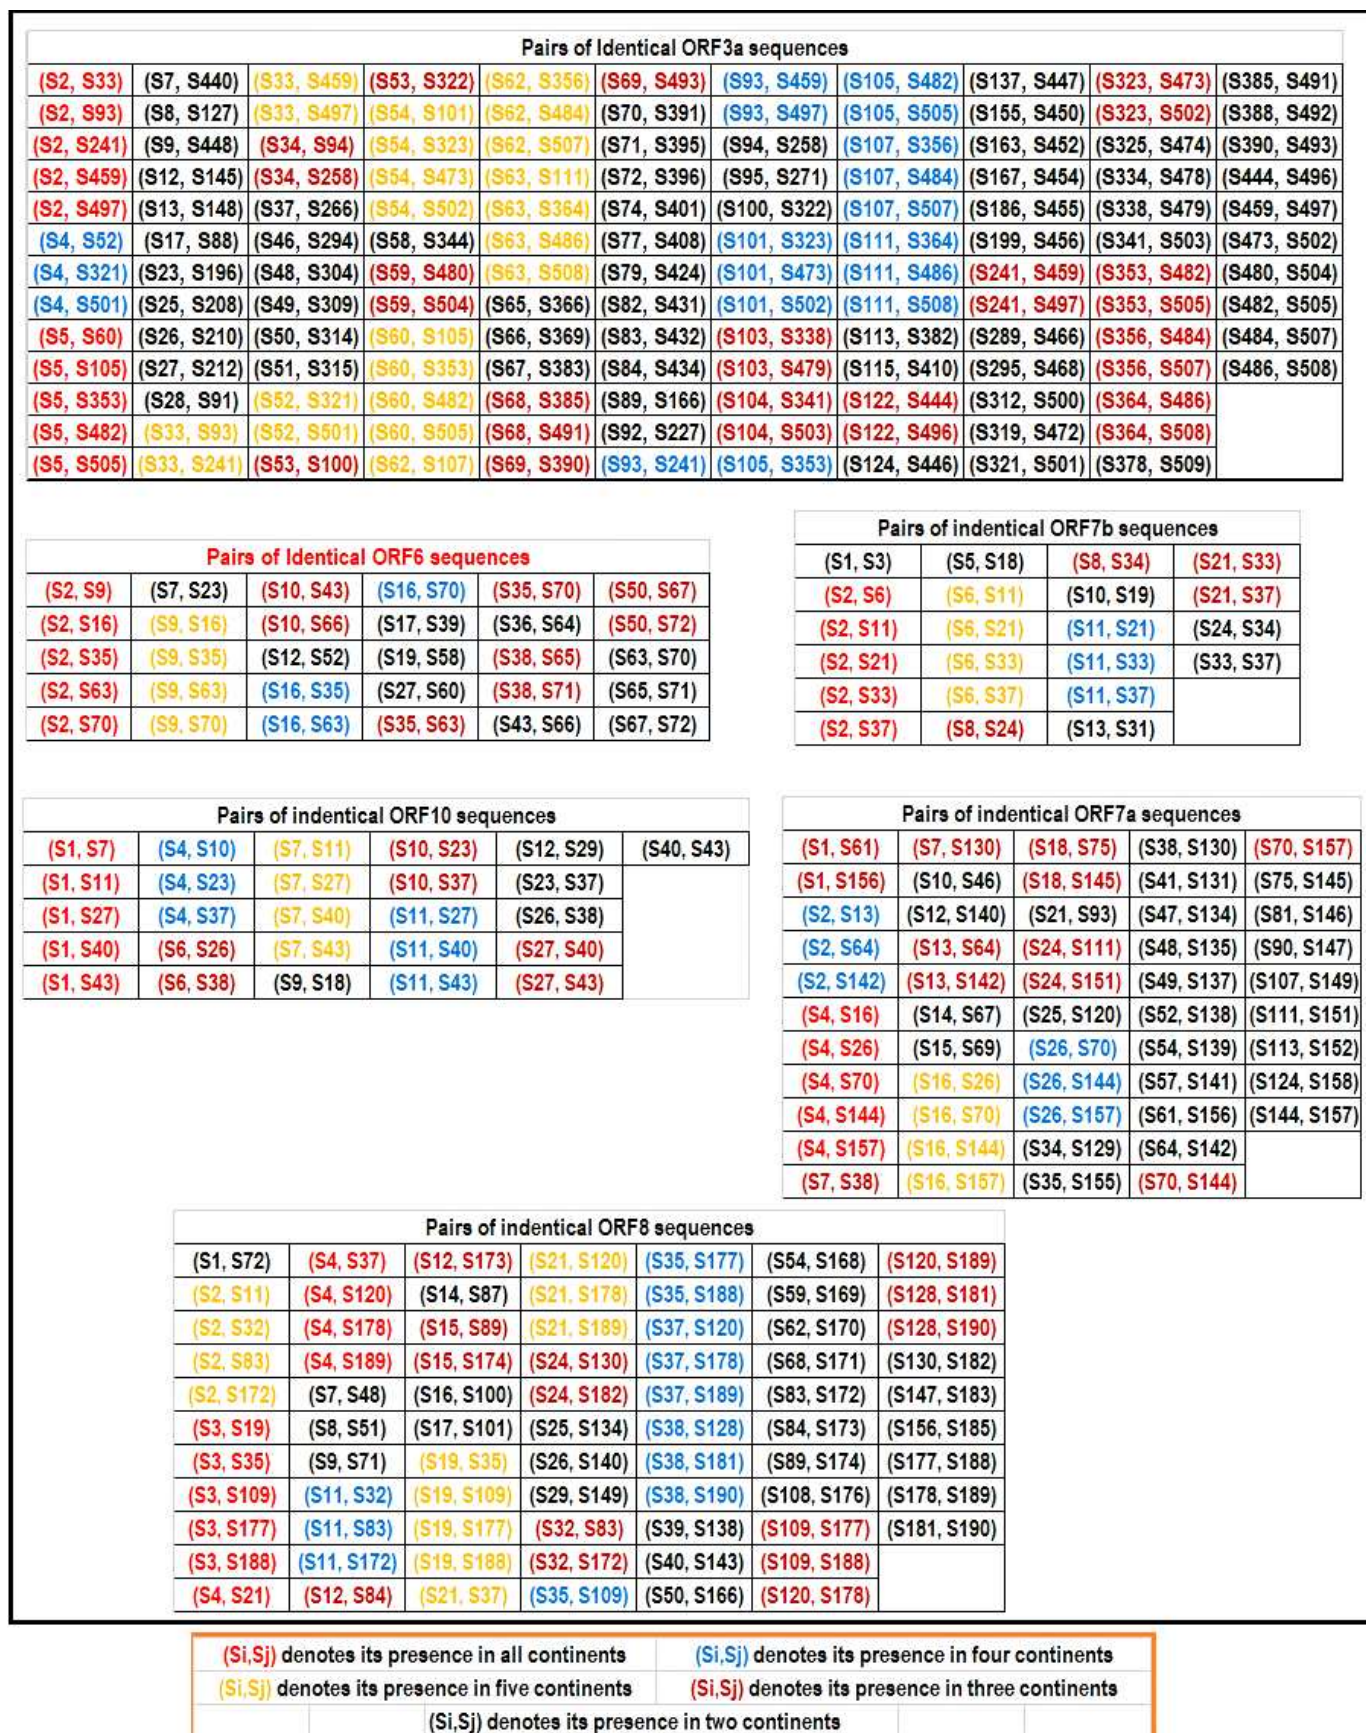 Pairs of Identical ORF3a sequences
(S2, S33) (S7, S440) (S33, S459) (S53, S322) (S62, S356) (S69, S493) (S93, S459) (S105, S482) (S137, S447) (S323, S473) (S385, S491)
(S2, S93) (S8, S127) (S33, S497) (S54, S101) (S62, S484) (S70, S391) (S93, S497) (S105, S505) (S155, S450) (S323, S502) (S388, S492)
(S2, S241) (S9, S448) (S34, S94) (S54, S323) (S62, S507) (S71, S395) (S94, S258) (S107, S356) (S163, S452) (S325, S474) (S390, S493)
(S2, S459) (S12, S145) (S34, S258) (S54, S473) (S63, S111) (S72, S396) (S95, S271) (S107, S484) (S167, S454) (S334, S478) (S444, S496)
(S2, S497) (S13, S148) (S37, S266) (S54, S502) (S63, S364) (S74, S401) (S100, S322) (S107, S507) (S186, S455) (S338, S479) (S459, S497)
(S4, S52) (S17, S88) (S46, S294) (S58, S344) (S63, S486) (S77, S408) (S101, S323) (S111, S364) (S199, S456) (S341, S503) (S473, S502)
(S4, S321) (S23, S196) (S48, S304) (S59, S480) (S63, S508) (S79, S424) (S101, S473) (S111, S486) (S241, S459) (S353, S482) (S480, S504)
(S4, S501) (S25, S208) (S49, S309) (S59, S504) (S65, S366) (S82, S431) (S101, S502) (S111, S508) (S241, S497) (S353, S505) (S482, S505)
(S5, S60) (S26, S210) (S50, S314) (S60, S105) (S66, S369) (S83, S432) (S103, S338) (S113, S382) (S289, S466) (S356, S484) (S484, S507)
(S5, S105) (S27, S212) (S51, S315) (S60, S353) (S67, S383) (S84, S434) (S103, S479) (S115, S410) (S295, S468) (S356, S507) (S486, S508)
(S5, S353) (S28, S91) (S52, S321) (S60, S482) (S68, S385) (S89, S166) (S104, S341) (S122, S444) (S312, S500) (S364, S486)
(S5, S482) (S33, S93) (S52, S501) (S60, S505) (S68, S491) (S92, S227) (S104, S503) (S122, S496) (S319, S472) (S364, S508)
(S5, S505) (S33, S241) (S53, S100) (S62, S107) (S69, S390) (S93, S241) (S105, S353) (S124, S446) (S321, S501) (S378, S509)
Pairs of Identical ORF6 sequences
(S2, S9) (S7, S23) (S10, S43) (S16, S70) (S35, S70) (S50, S67)
(S2, S16) (S9, S16) (S10, S66) (S17, S39) (S36, S64) (S50, S72)
(S2, S35) (S9, S35) (S12, S52) (S19, S58) (S38, S65) (S63, S70)
(S2, S63) (S9, S63) (S16, S35) (S27, S60) (S38, S71) (S65, S71)
(S2, S70) (S9, S70) (S16, S63) (S35, S63) (S43, S66) (S67, S72)
Pairs of indentical ORF7b sequences
(S1, S3) (S5, S18) (S8, S34) (S21, S33)
(S2, S6) (S6, S11) (S10, S19) (S21, S37)
(S2, S11) (S6, S21) (S11, S21) (S24, S34)
(S2, S21) (S6, S33) (S11, S33) (S33, S37)
(S2, S33) (S6, S37) (S11, S37)
(S2, S37) (S8, S24) (S13, S31)
Pairs of indentical ORF10 sequences
(S1, S7) (S4, S10) (S7, S11) (S10, S23) (S12, S29) (S40, S43)
(S1, S11) (S4, S23) (S7, S27) (S10, S37) (S23, S37)
(S1, S27) (S4, S37) (S7, S40) (S11, S27) (S26, S38)
(S1, S40) (S6, S26) (S7, S43) (S11, S40) (S27, S40)
(S1, S43) (S6, S38) (S9, S18) (S11, S43) (S27, S43)
Pairs of indentical ORF7a sequences
(S1, S61) (S7, S130) (S18, S75) (S38, S130) (S70, S157)
(S1, S156) (S10, S46) (S18, S145) (S41, S131) (S75, S145)
(S2, S13) (S12, S140) (S21, S93) (S47, S134) (S81, S146)
(S2, S64) (S13, S64) (S24, S111) (S48, S135) (S90, S147)
(S2, S142) (S13, S142) (S24, S151) (S49, S137) (S107, S149)
(S4, S16) (S14, S67) (S25, S120) (S52, S138) (S111, S151)
(S4, S26) (S15, S69) (S26, S70) (S54, S139) (S113, S152)
(S4, S70) (S16, S26) (S26, S144) (S57, S141) (S124, S158)
(S4, S144) (S16, S70) (S26, S157) (S61, S156) (S144, S157)
(S4, S157) (S16, S144) (S34, S129) (S64, S142)
(S7, S38) (S16, S157) (S35, S155) (S70, S144)
Pairs of indentical ORF8 sequences
(S1, S72) (S4, S37) (S12, S173) (S21, S120) (S35, S177) (S54, S168) (S120, S189)
(S2, S11) (S4, S120) (S14, S87) (S21, S178) (S35, S188) (S59, S169) (S128, S181)
(S2, S32) (S4, S178) (S15, S89) (S21, S189) (S37, S120) (S62, S170) (S128, S190)
(S2, S83) (S4, S189) (S15, S174) (S24, S130) (S37, S178) (S68, S171) (S130, S182)
(S2, S172) (S7, S48) (S16, S100) (S24, S182) (S37, S189) (S83, S172) (S147, S183)
(S3, S19) (S8, S51) (S17, S101) (S25, S134) (S38, S128) (S84, S173) (S156, S185)
(S3, S35) (S9, S71) (S19, S35) (S26, S140) (S38, S181) (S89, S174) (S177, S188)
(S3, S109) (S11, S32) (S19, S109) (S29, S149) (S38, S190) (S108, S176) (S178, S189)
(S3, S177) (S11, S83) (S19, S177) (S32, S83) (S39, S138) (S109, S177) (S181, S190)
(S3, S188) (S11, S172) (S19, S188) (S32, S172) (S40, S143) (S109, S188)
(S4, S21) (S12, S84) (S21, S37) (S35, S109) (S50, S166) (S120, S178)
(Si,Sj) denotes its presence in all continents (Si,Sj) denotes its presence in four continents
(Si,Sj) denotes its presence in five continents (Si,Sj) denotes its presence in three continents
(Si,Sj) denotes its presence in two continents